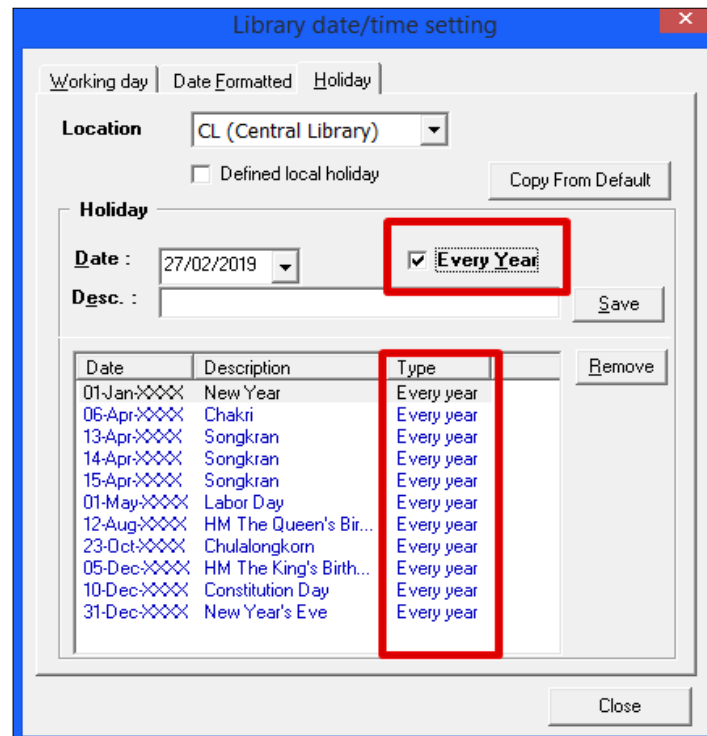 Library date/time setting
Working day Date Formatted Holiday
Location CL (Central Library)
Defined local holiday Copy From Default
Holiday
Date : 27/02/2019 Every Year
Desc. : Save
Date Description Type Remove
01-Jan-XXXX New Year Every year
06-Apr-XXXX Chakri Every year
13-Apr-XXXX Songkran Every year
14-Apr-XXXX Songkran Every year
15-Apr-XXXX Songkran Every year
01-May-XXXX Labor Day Every year
12-Aug-XXXX HM The Queen's Bir... Every year
23-Oct-XXXX Chulalongkorn Every year
05-Dec-XXXX HM The King's Birth... Every year
10-Dec-XXXX Constitution Day Every year
31-Dec-XXXX New Year's Eve Every year
Close